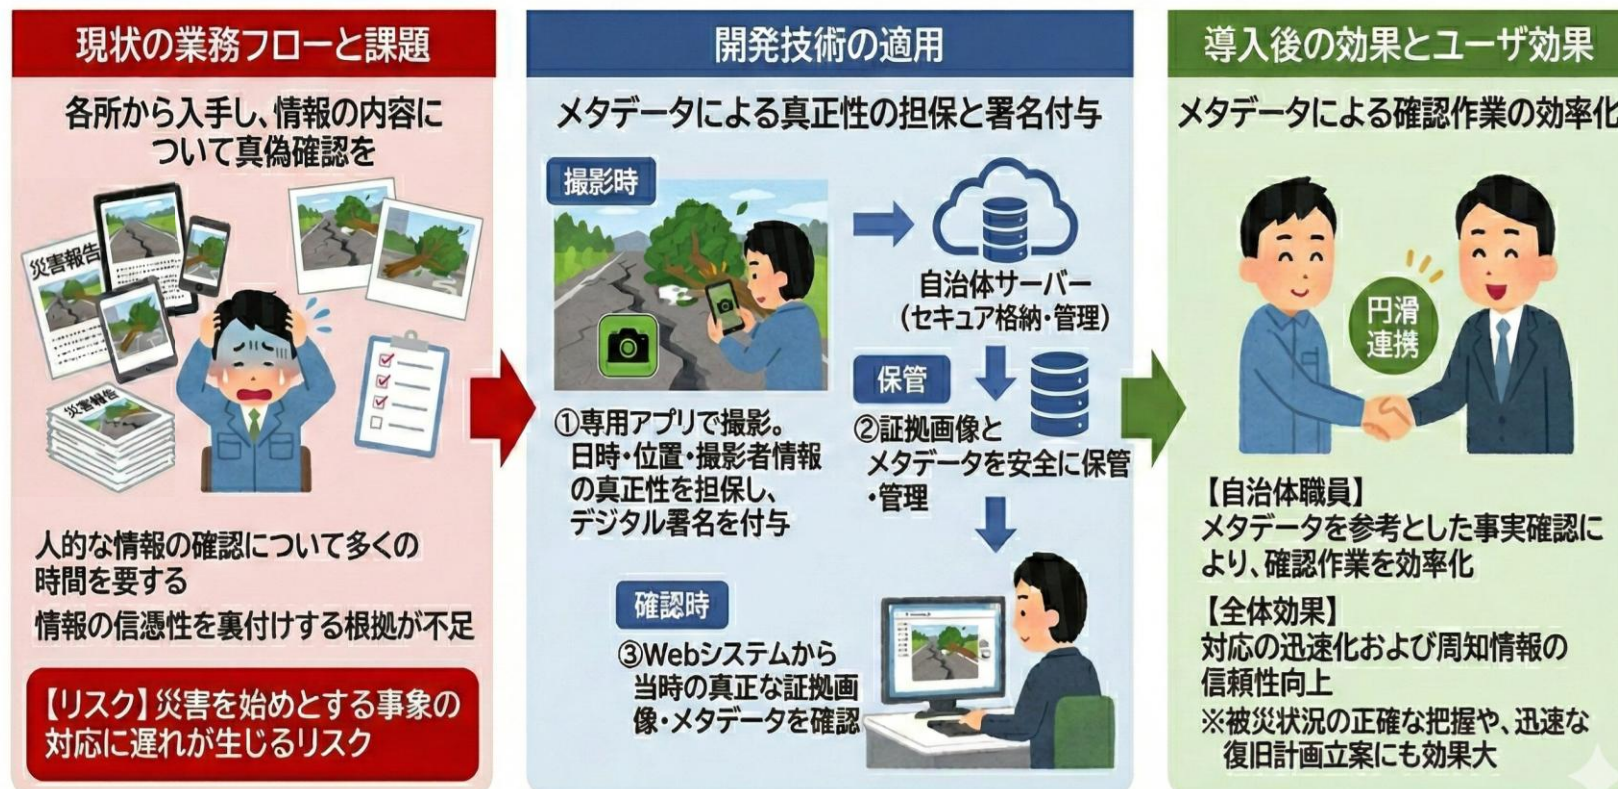 現状の業務フローと課題
各所から入手し、情報の内容に
ついて真偽確認を
災害報告
災害報告
人的な情報の確認について多くの
時間を要する
情報の信憑性を裏付けする根拠が不足
【リスク】災害を始めとする事象の
対応に遅れが生じるリスク
開発技術の適用
メタデータによる真正性の担保と署名付与
撮影時
①専用アプリで撮影。
日時・位置・撮影者情報
の真正性を担保し、
デジタル署名を付与
自治体サーバー
（セキュア格納・管理）
保管
②証拠画像と
メタデータを安全に保管
・管理
確認時
③Webシステムから
当時の真正な証拠画
像・メタデータを確認
導入後の効果とユーザ効果
メタデータによる確認作業の効率化
円滑
連携
【自治体職員】
メタデータを参考とした事実確認に
より、確認作業を効率化
【全体効果】
対応の迅速化および周知情報の
信頼性向上
※被災状況の正確な把握や、迅速な
復旧計画立案にも効果大